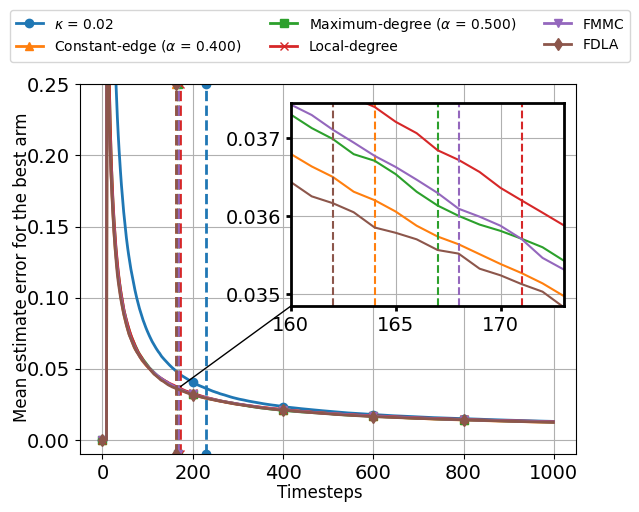 κ = 0.02
Constant-edge (α = 0.400)
Maximum-degree (α = 0.500)
Local-degree
FMMC
FDLA
Mean estimate error for the best arm
0.25
0.20
0.15
0.10
0.05
0.00
0.037
0.036
0.035
160 165 170
0 200 400 600 800 1000
Timesteps